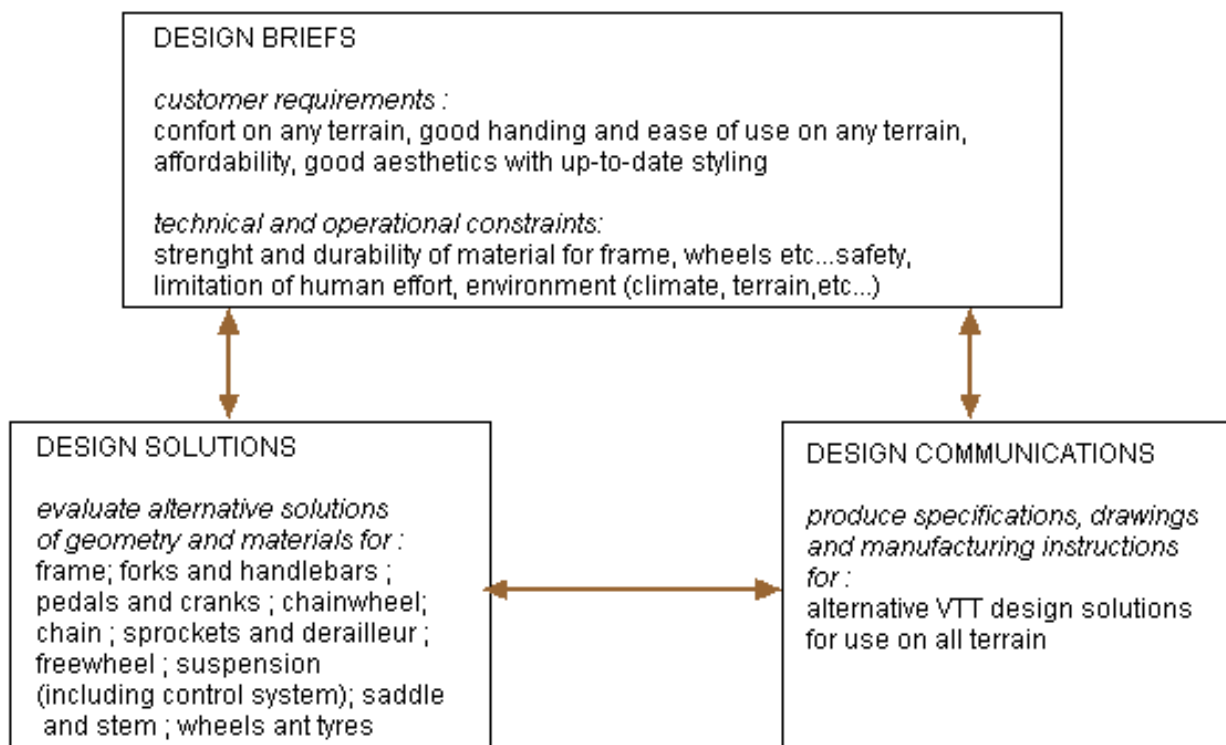 DESIGN BRIEFS
customer requirements :
confort on any terrain, good handing and ease of use on any terrain,
affordability, good aesthetics with up-to-date styling
technical and operational constraints:
strenght and durability of material for frame, wheels etc...safety,
limitation of human effort, environment (climate, terrain,etc...)
DESIGN SOLUTIONS
evaluate alternative solutions
of geometry and materials for :
frame; forks and handlebars ;
pedals and cranks ; chainwheel;
chain ; sprockets and derailleur ;
freewheel ; suspension
(including control system); saddle
and stem ; wheels ant tyres
DESIGN COMMUNICATIONS
produce specifications, drawings
and manufacturing instructions
for :
alternative VTT design solutions
for use on all terrain